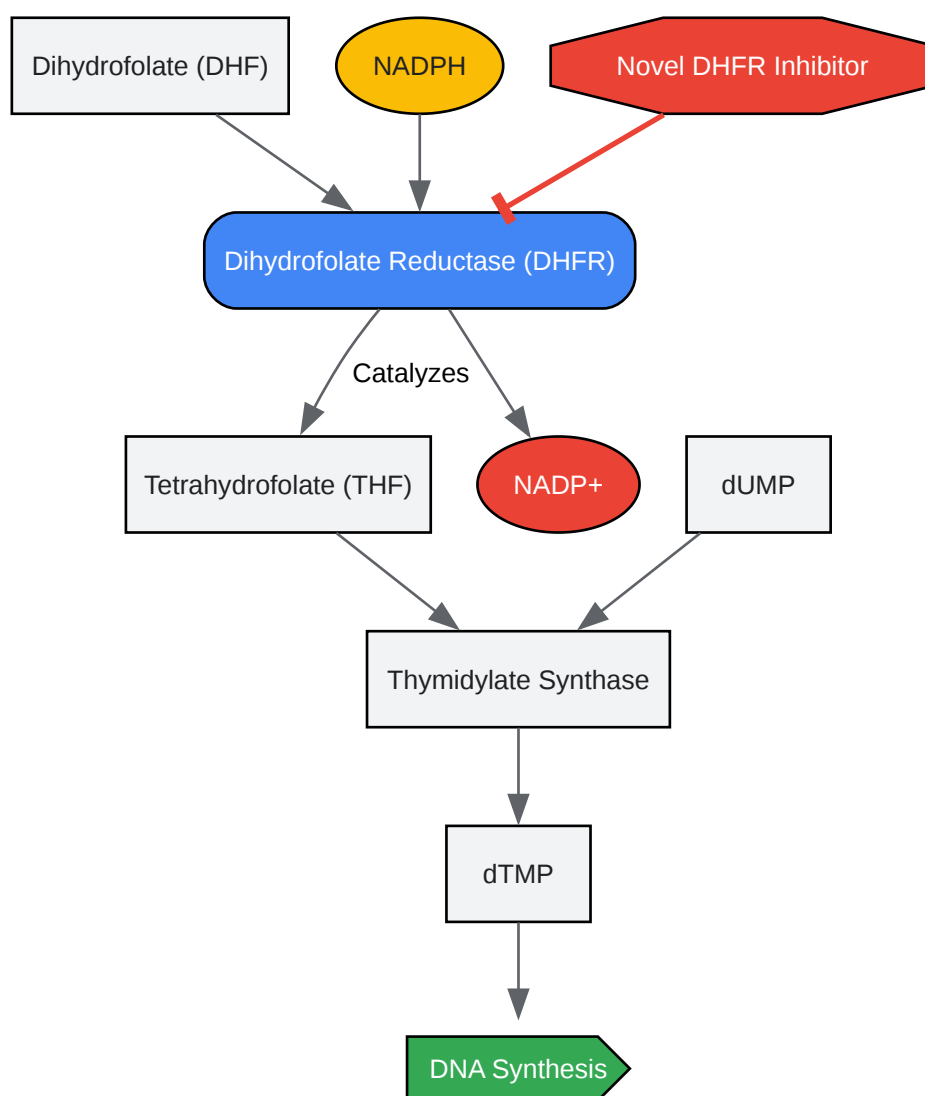 Dihydrofolate (DHF)
NADPH
Novel DHFR Inhibitor
Dihydrofolate Reductase (DHFR)
Catalyzes
Tetrahydrofolate (THF)
NADP+
dUMP
Thymidylate Synthase
dTMP
DNA Synthesis